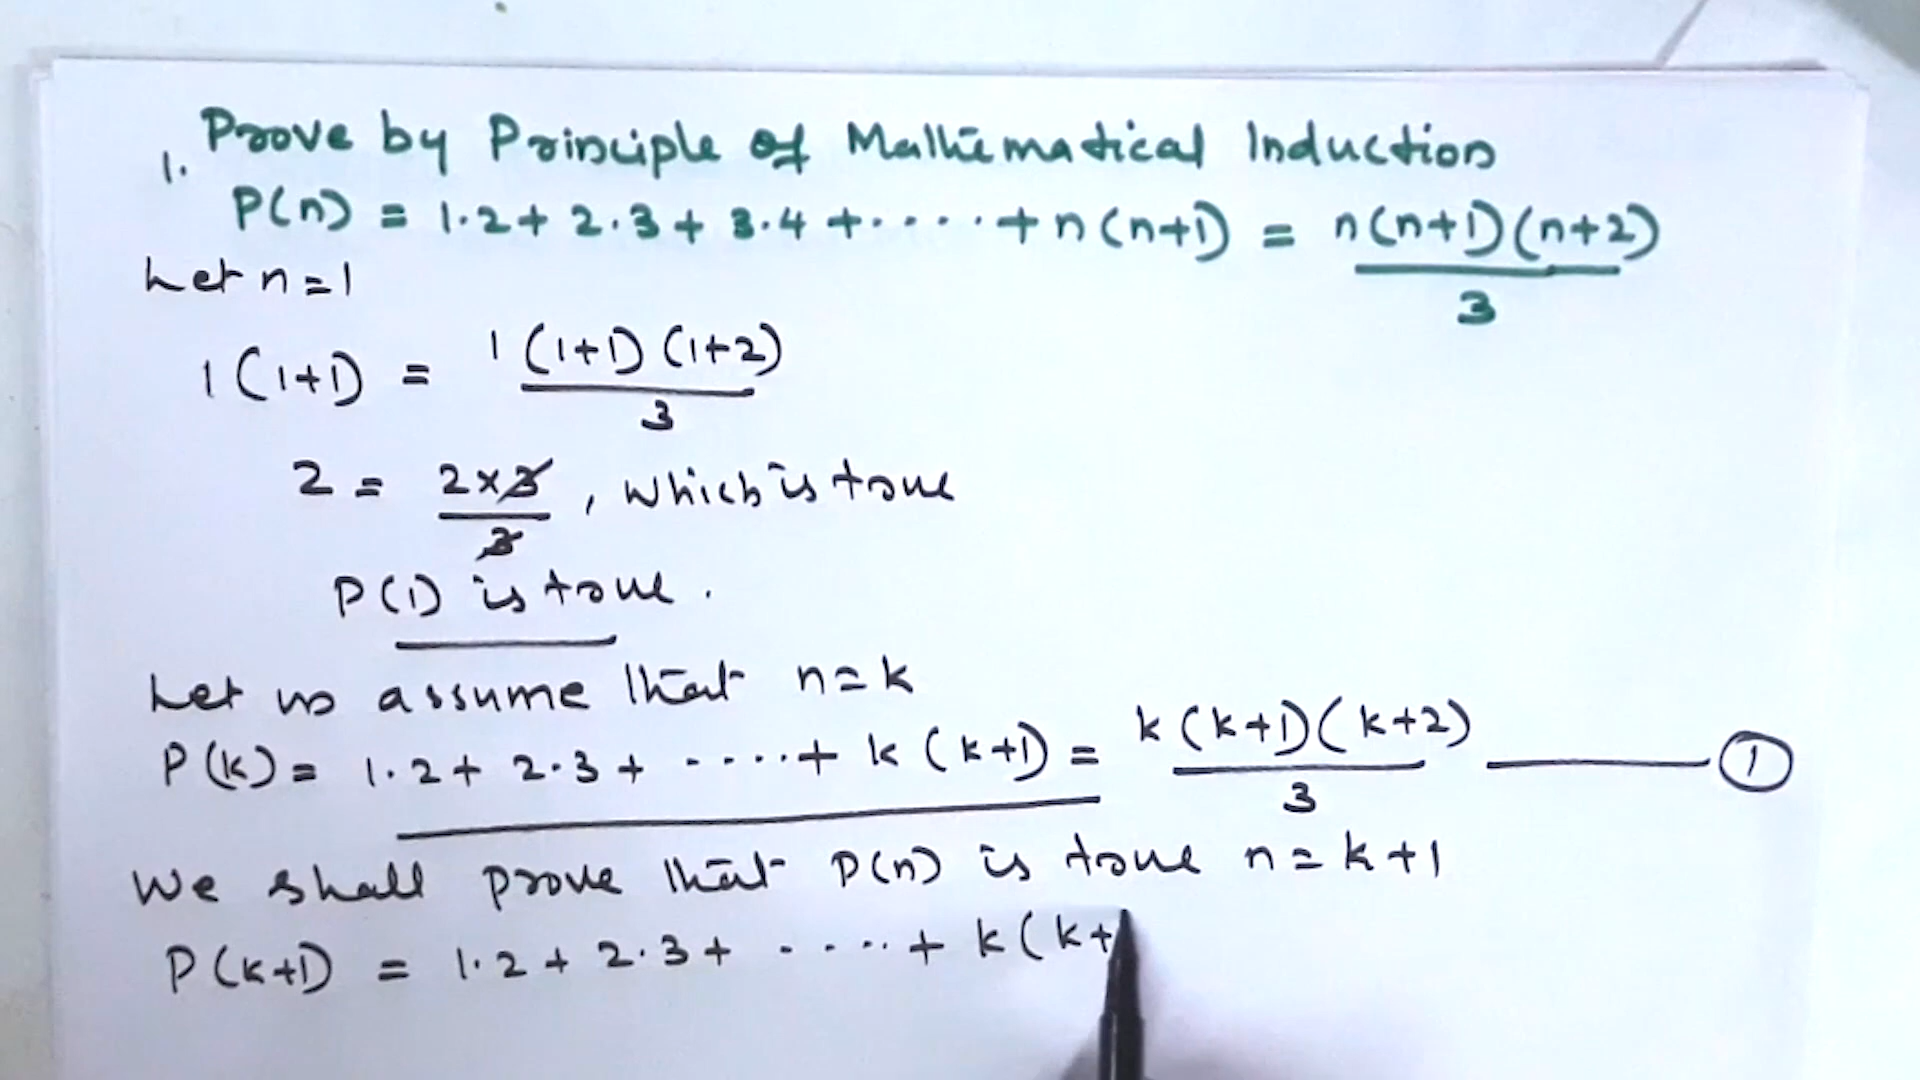 1. Prove by Principle of Mathematical Induction
P(n) = 1·2 + 2·3 + 3·4 + ····· + n(n+1) = n(n+1)(n+2) / 3
Let n=1
1(1+1) = 1(1+1)(1+2) / 3
2 = 2×3 / 3 , which is true
P(1) is true.
Let us assume that n=k
P(k) = 1·2 + 2·3 + ·····+ k(k+1) = k(k+1)(k+2) / 3 ——— ①
We shall prove that P(n) is true n=k+1
P(k+1) = 1·2 + 2·3 + ·····+ k(k+